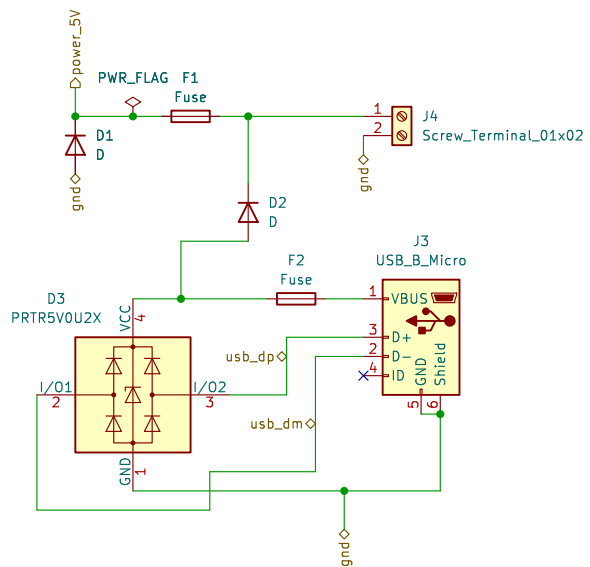 power_5V
PWR_FLAG
F1
Fuse
D1
D
gnd
1
2
J4
Screw_Terminal_01x02
gnd
D2
D
J3
USB_B_Micro
F2
Fuse
D3
PRTR5V0U2X
VCC
4
1
VBUS
3
D+
2
D-
4
ID
GND
5
Shield
6
usb_dp
I/O1
2
I/O2
3
usb_dm
GND
1
gnd